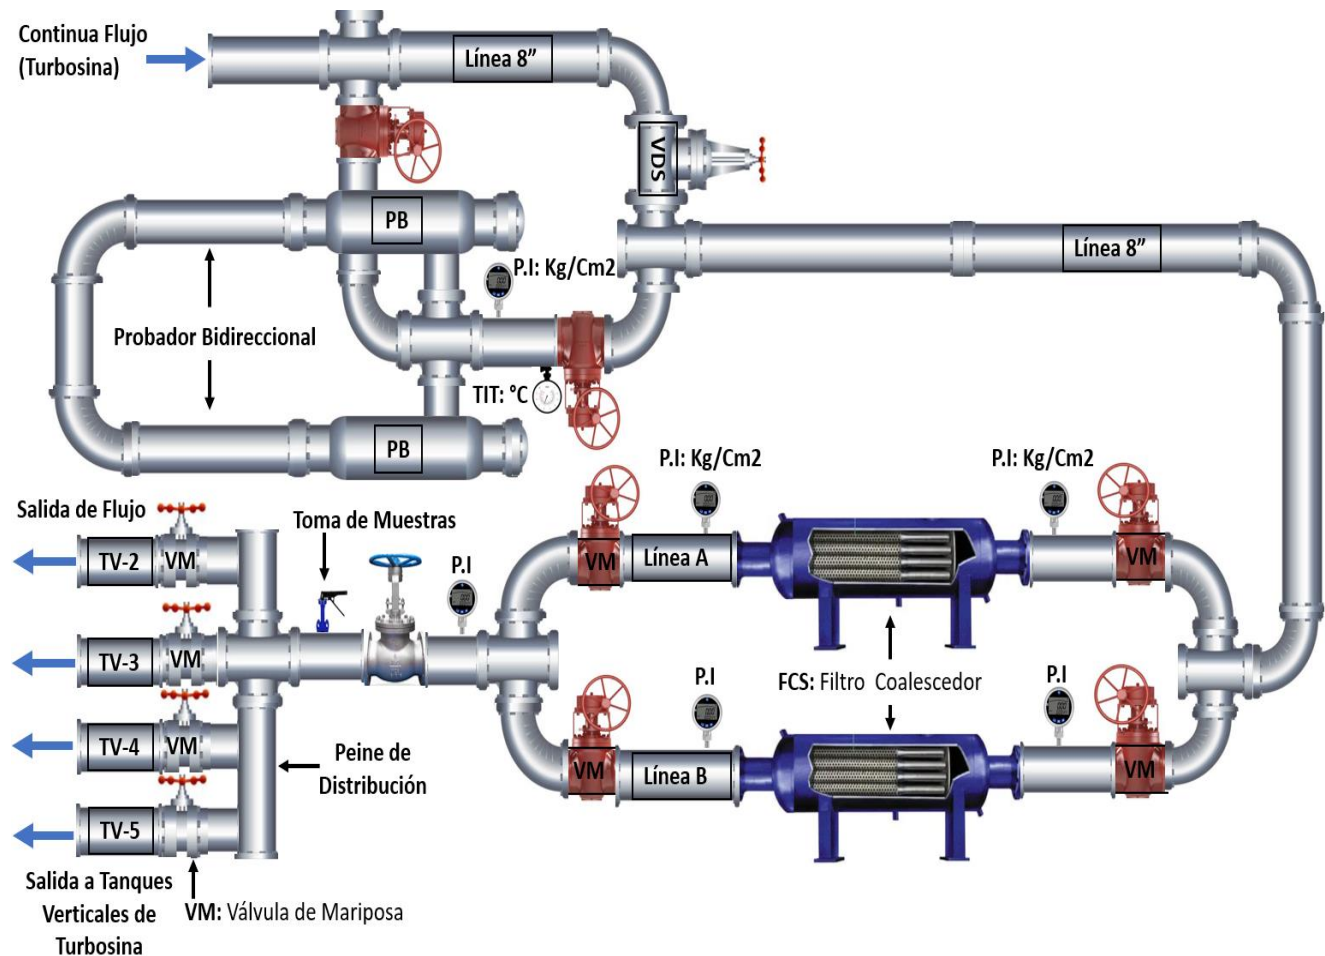 Continua Flujo
(Turbosina)
Línea 8”
VDS
PB
Línea 8”
P.I: Kg/Cm2
Probador Bidireccional
TIT: °C
PB
P.I: Kg/Cm2
P.I: Kg/Cm2
Salida de Flujo
Toma de Muestras
TV-2
VM
P.I
VM
Línea A
VM
TV-3
VM
P.I
FCS: Filtro Coalescedor
P.I
TV-4
VM
Peine de
Distribución
VM
Línea B
VM
TV-5
Salida a Tanques
Verticales de
Turbosina
VM: Válvula de Mariposa